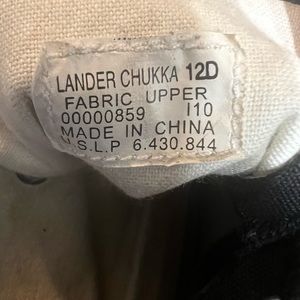 LANDER CHUKKA 12D
FABRIC UPPER
00000859 I10
MADE IN CHINA
U.S.L.P 6.430.844